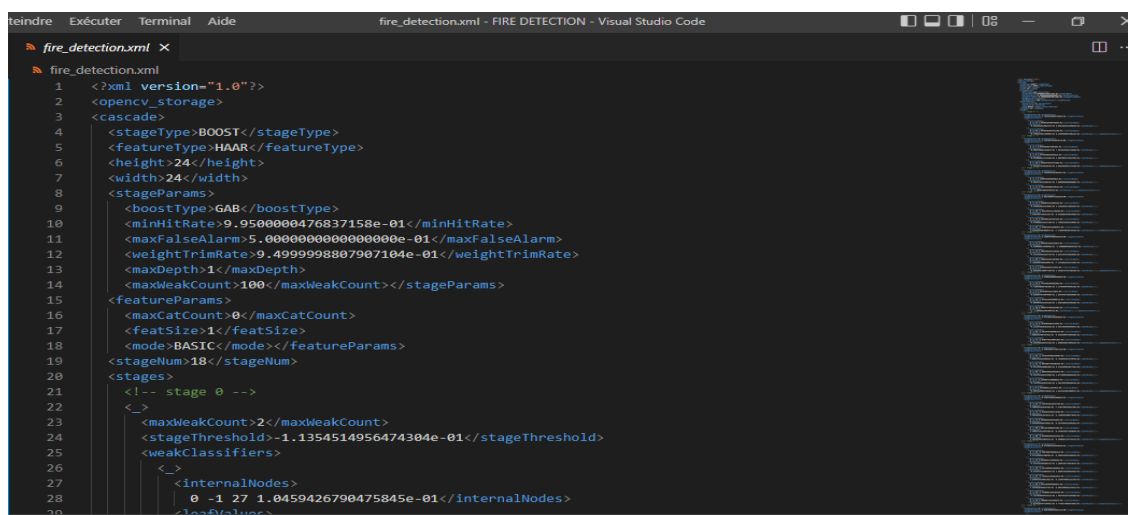 teindre Exécuter Terminal Aide fire_detection.xml - FIRE DETECTION - Visual Studio Code
fire_detection.xml
fire_detection.xml
1 <?xml version="1.0"?>
2 <opencv_storage>
3 <cascade>
4 <stageType>BOOST</stageType>
5 <featureType>HAAR</featureType>
6 <height>24</height>
7 <width>24</width>
8 <stageParams>
9 <boostType>GAB</boostType>
10 <minHitRate>9.9500000476837158e-01</minHitRate>
11 <maxFalseAlarm>5.0000000000000000e-01</maxFalseAlarm>
12 <weightTrimRate>9.4999998807907104e-01</weightTrimRate>
13 <maxDepth>1</maxDepth>
14 <maxWeakCount>100</maxWeakCount></stageParams>
15 <featureParams>
16 <maxCatCount>0</maxCatCount>
17 <featSize>1</featSize>
18 <mode>BASIC</mode></featureParams>
19 <stageNum>18</stageNum>
20 <stages>
21 <!-- stage 0 -->
22 <_>
23 <maxWeakCount>2</maxWeakCount>
24 <stageThreshold>-1.1354514956474304e-01</stageThreshold>
25 <weakClassifiers>
26 <_>
27 <internalNodes>
28 0 -1 27 1.0459426790475845e-01</internalNodes>
29 <leafValues>